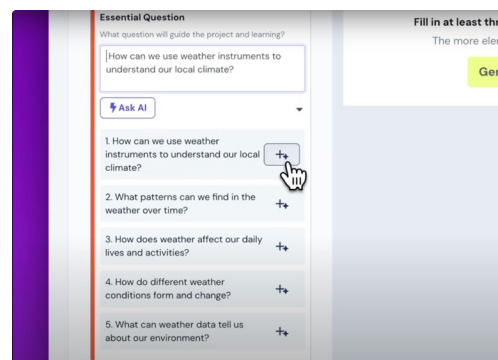 Essential Question
What question will guide the project and learning?
How can we use weather instruments to
understand our local climate?
Ask AI
1. How can we use weather
instruments to understand our local
climate?
2. What patterns can we find in the
weather over time?
3. How does weather affect our daily
lives and activities?
4. How do different weather
conditions form and change?
5. What can weather data tell us
about our environment?
Fill in at least
The more